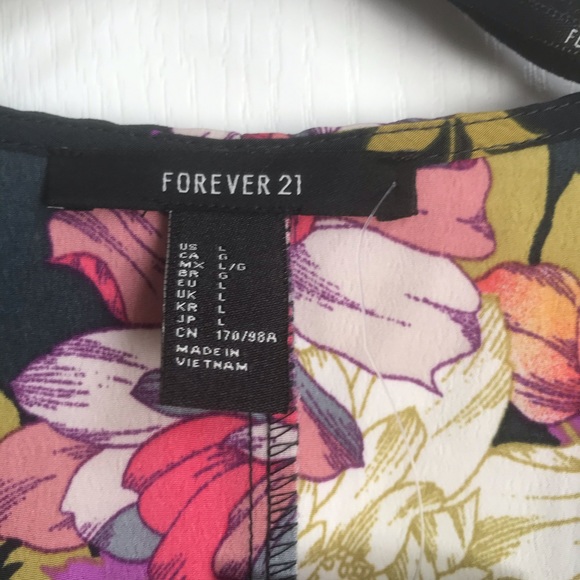 FOREVER 21
US L
CA G
MX L/G
BR G
EU L
UK L
KR L
JP L
CN 170/98A
MADE IN
VIETNAM